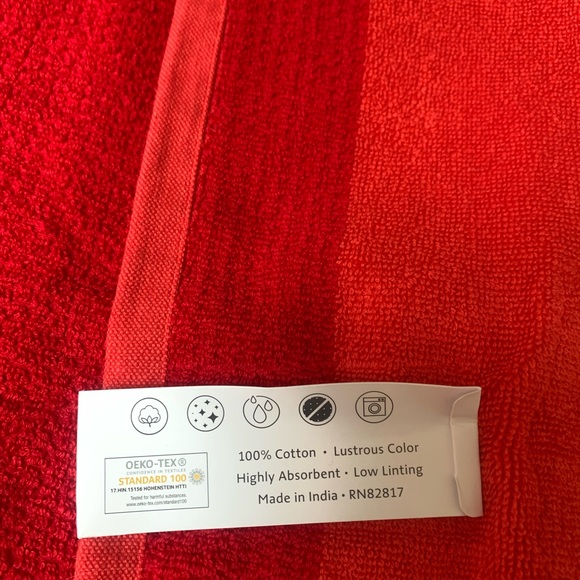 OEKO-TEX®
CONFIDENCE IN TEXTILES
STANDARD 100
17.HIN.15156 HOHENSTEIN HTTI
Tested for harmful substances.
www.oeko-tex.com/standard100
100% Cotton • Lustrous Color
Highly Absorbent • Low Linting
Made in India • RN82817